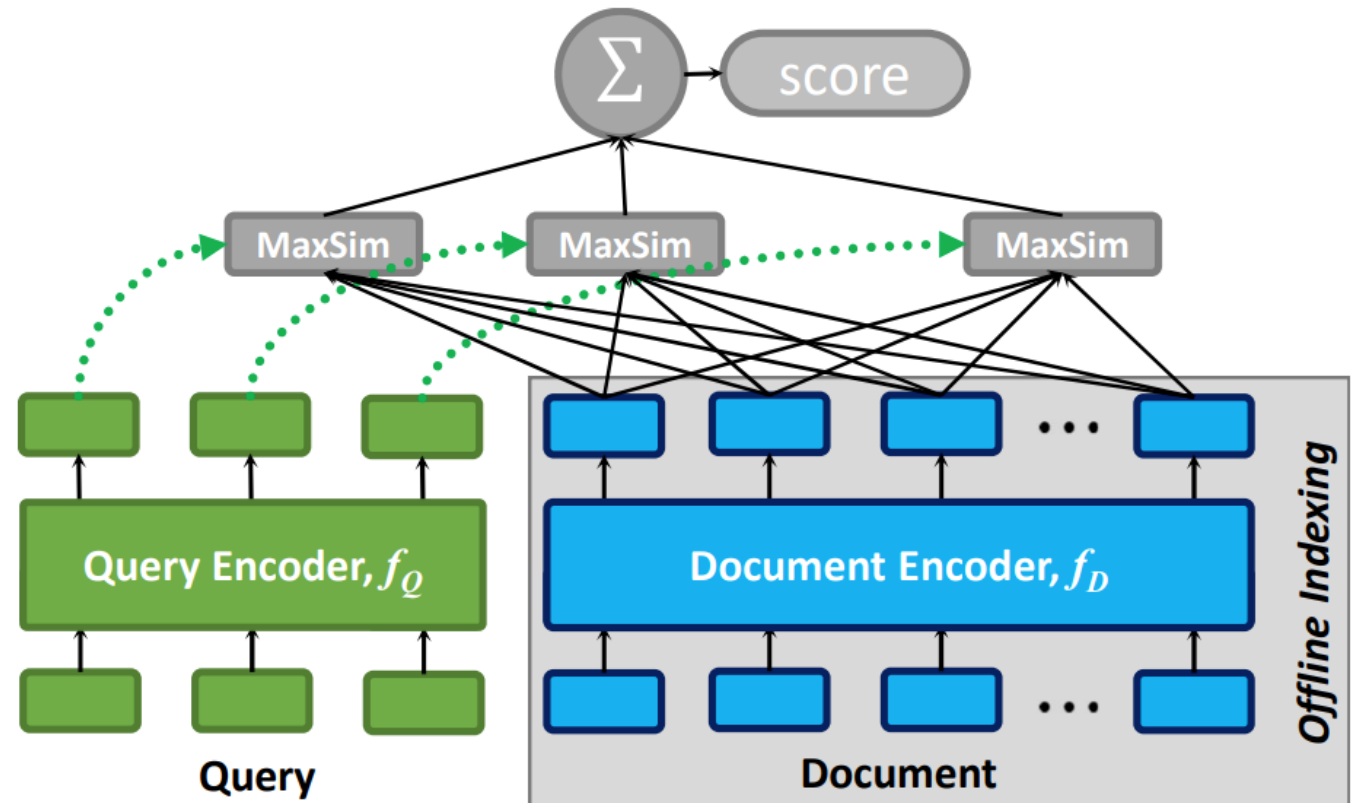 Σ
score
MaxSim
MaxSim
MaxSim
Query Encoder, f_Q
Document Encoder, f_D
Offline Indexing
Query
Document